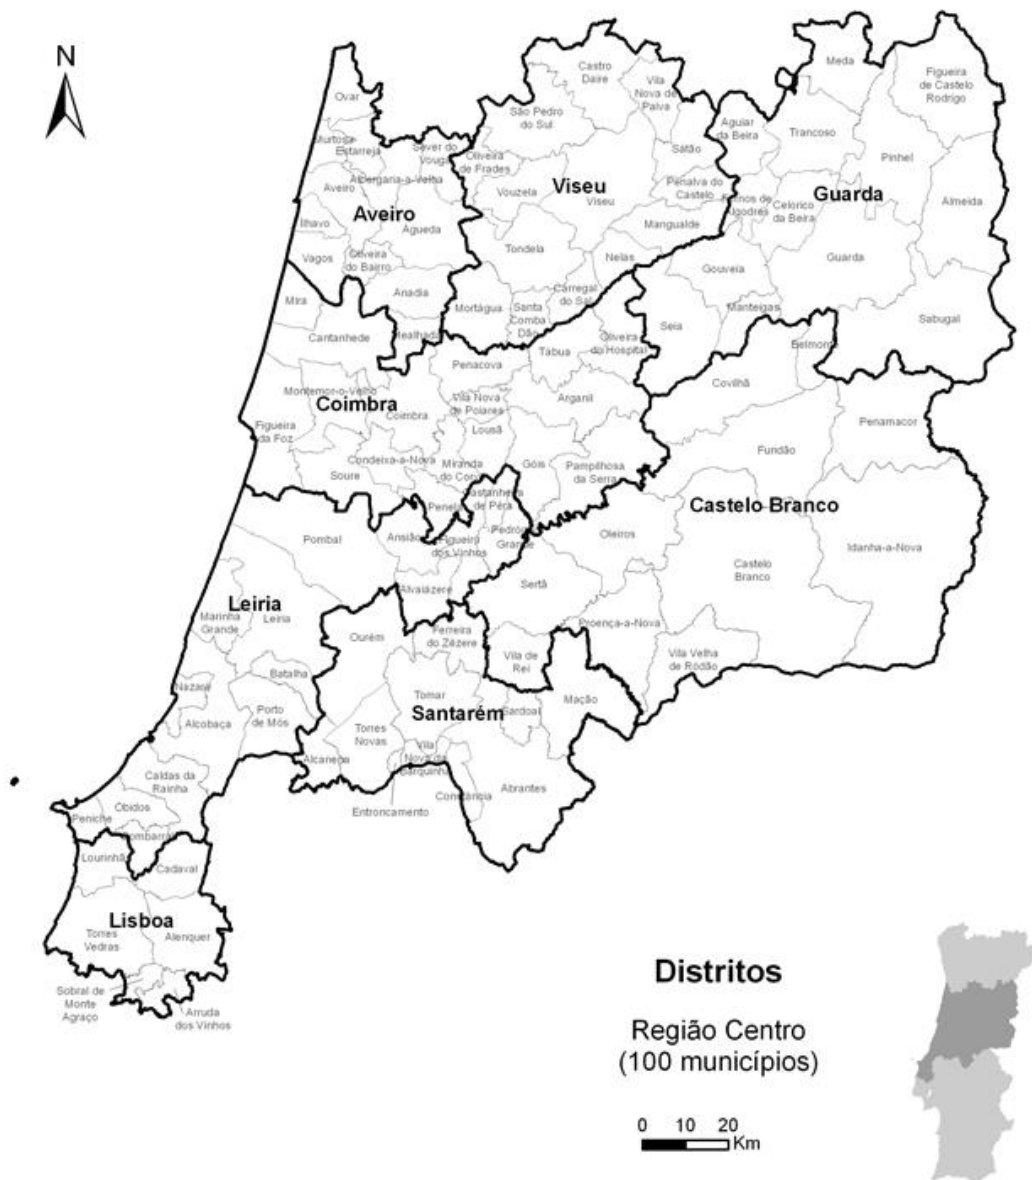 N
Ovar
Murtosa
Estarreja
Sever do
Vouga
Albergaria-a-Velha
Aveiro
Aveiro
Ílhavo
Águeda
Vagos
Oliveira
do Bairro
Anadia
Mealhada
Castro
Daire
Vila
Nova de
Paiva
São Pedro
do Sul
Oliveira
de Frades
Sátão
Vouzela
Viseu
Viseu
Penalva do
Castelo
Mangualde
Tondela
Nelas
Carregal
do Sal
Mortágua
Santa
Comba
Dão
Meda
Figueira
de Castelo
Rodrigo
Aguiar
da Beira
Trancoso
Pinhel
Guarda
Fornos de
Algodres
Celorico
da Beira
Almeida
Gouveia
Guarda
Manteigas
Seia
Sabugal
Mira
Cantanhede
Penacova
Tábua
Oliveira
do Hospital
Montemor-o-Velho
Coimbra
Coimbra
Vila Nova
de Poiares
Arganil
Figueira
da Foz
Lousã
Condeixa-a-Nova
Soure
Miranda
do Corvo
Góis
Pampilhosa
da Serra
Penela
Belmonte
Covilhã
Penamacor
Fundão
Castelo Branco
Oleiros
Castelo
Branco
Idanha-a-Nova
Sertã
Proença-a-Nova
Vila Velha
de Ródão
Vila de
Rei
Castanheira
de Pêra
Pombal
Ansião
Figueiró
dos Vinhos
Pedrógão
Grande
Alvaiázere
Leiria
Leiria
Marinha
Grande
Batalha
Nazaré
Alcobaça
Porto
de Mós
Caldas da
Rainha
Óbidos
Peniche
Bombarral
Ourém
Ferreira
do Zêzere
Tomar
Santarém
Sardoal
Mação
Torres
Novas
Vila
Nova da
Barquinha
Alcanena
Constância
Abrantes
Entroncamento
Lourinhã
Cadaval
Lisboa
Torres
Vedras
Alenquer
Sobral de
Monte
Agraço
Arruda
dos Vinhos
Distritos
Região Centro
(100 municípios)
0 10 20
Km